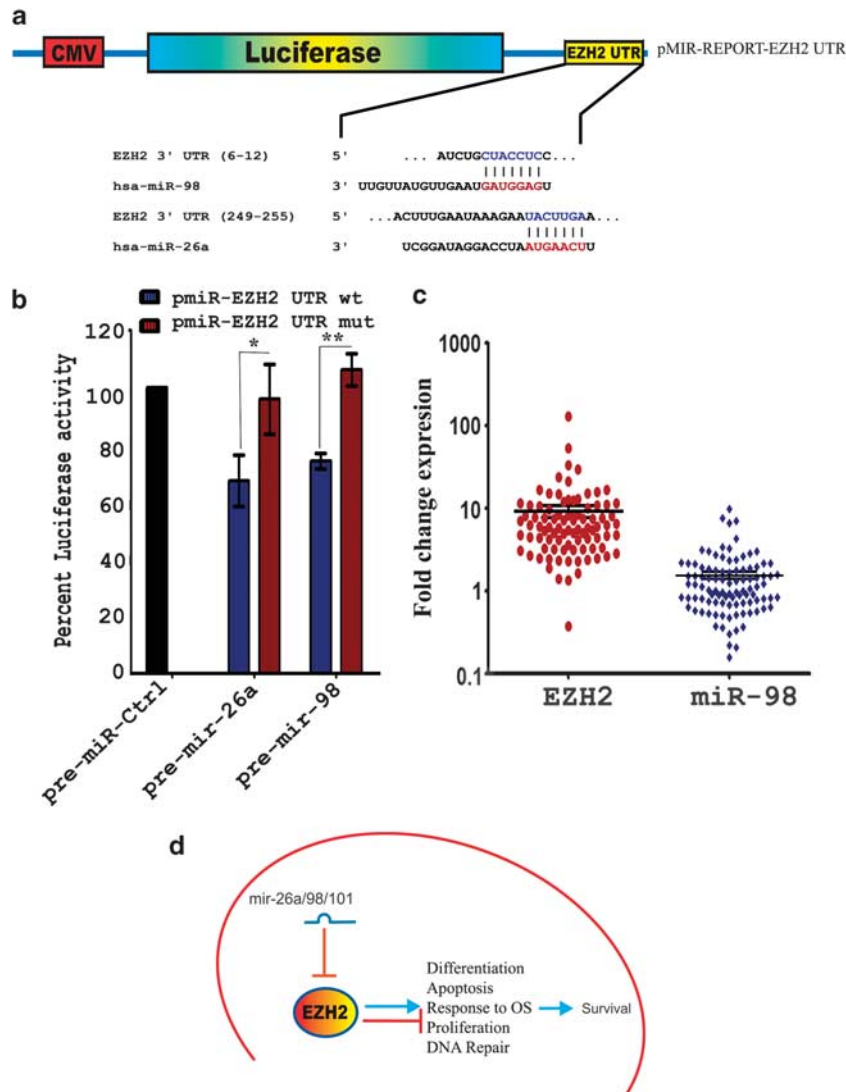 a
CMV
Luciferase
EZH2 UTR
pMIR-REPORT-EZH2 UTR
EZH2 3' UTR (6-12) 5' ... AUCUGCUACCUCC...
hsa-miR-98 3' UUGUUAUGUUGAAUGAUGGAGU
EZH2 3' UTR (249-255) 5' ...ACUUUGAAUAAAGAAUACUUGAA...
hsa-miR-26a 3' UCGGAUAGGACCUAAUGAACUU
b
pmiR-EZH2 UTR wt
pmiR-EZH2 UTR mut
Percent Luciferase activity
120
100
80
60
40
20
0
*
**
pre-miR-Ctrl
pre-mir-26a
pre-mir-98
c
Fold change expresion
1000
100
10
1
0.1
EZH2
miR-98
d
mir-26a/98/101
EZH2
Differentiation
Apoptosis
Response to OS
Proliferation
DNA Repair
Survival